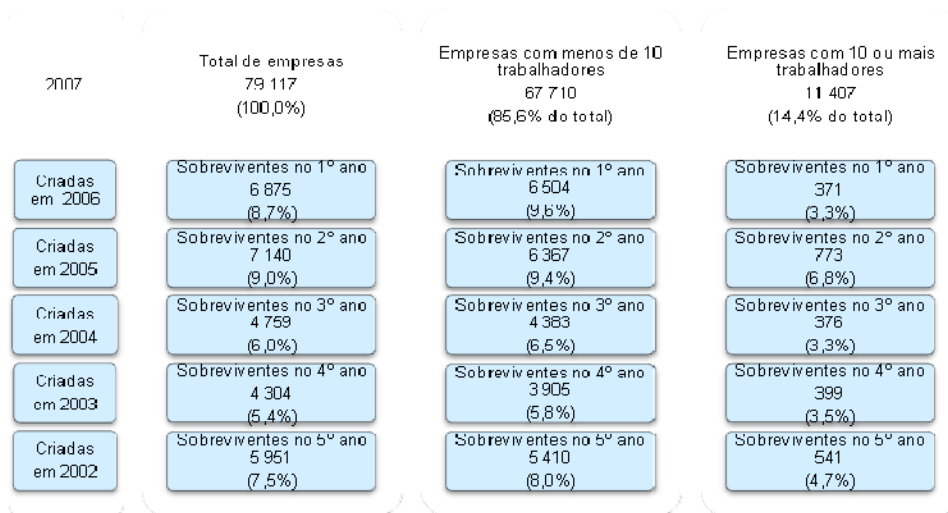 2007
Total de empresas
79 117
(100,0%)
Empresas com menos de 10
trabalhadores
67 710
(85,6% do total)
Empresas com 10 ou mais
trabalhadores
11 407
(14,4% do total)
Criadas
em 2006
Sobreviventes no 1º ano
6 875
(8,7%)
Sobreviventes no 1º ano
6 504
(9,6%)
Sobreviventes no 1º ano
371
(3,3%)
Criadas
em 2005
Sobreviventes no 2º ano
7 140
(9,0%)
Sobreviventes no 2º ano
6 367
(9,4%)
Sobreviventes no 2º ano
773
(6,8%)
Criadas
em 2004
Sobreviventes no 3º ano
4 759
(6,0%)
Sobreviventes no 3º ano
4 383
(6,5%)
Sobreviventes no 3º ano
376
(3,3%)
Criadas
em 2003
Sobreviventes no 4º ano
4 304
(5,4%)
Sobreviventes no 4º ano
3 905
(5,8%)
Sobreviventes no 4º ano
399
(3,5%)
Criadas
em 2002
Sobreviventes no 5º ano
5 951
(7,5%)
Sobreviventes no 5º ano
5 410
(8,0%)
Sobreviventes no 5º ano
541
(4,7%)